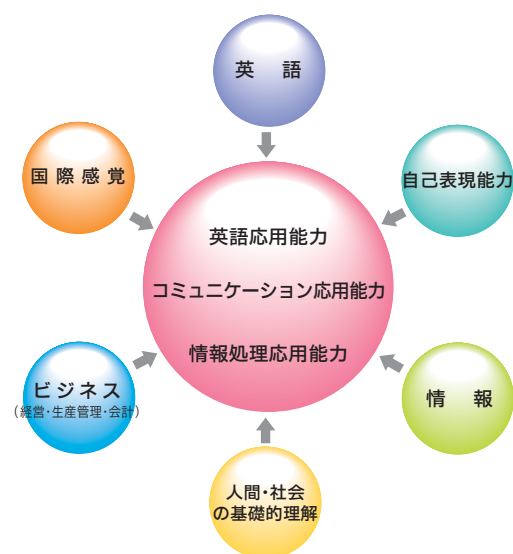 英語
国際感覚
自己表現能力
英語応用能力
コミュニケーション応用能力
情報処理応用能力
ビジネス
(経営・生産管理・会計)
情報
人間・社会
の基礎的理解